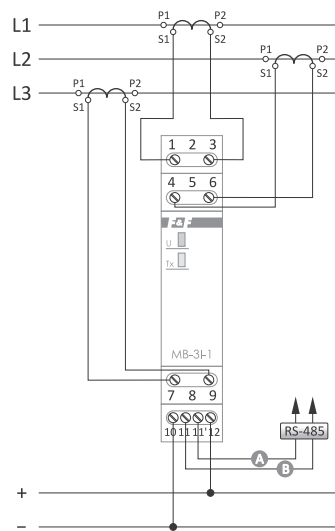 L1 P1 P2
S1 S2
L2 P1 P2
S1 S2
L3 P1 P2
S1 S2
1 2 3
4 5 6
F&F
U
Tx
MB-3I-1
7 8 9
10 11 11' 12
RS-485
A
B
+
−